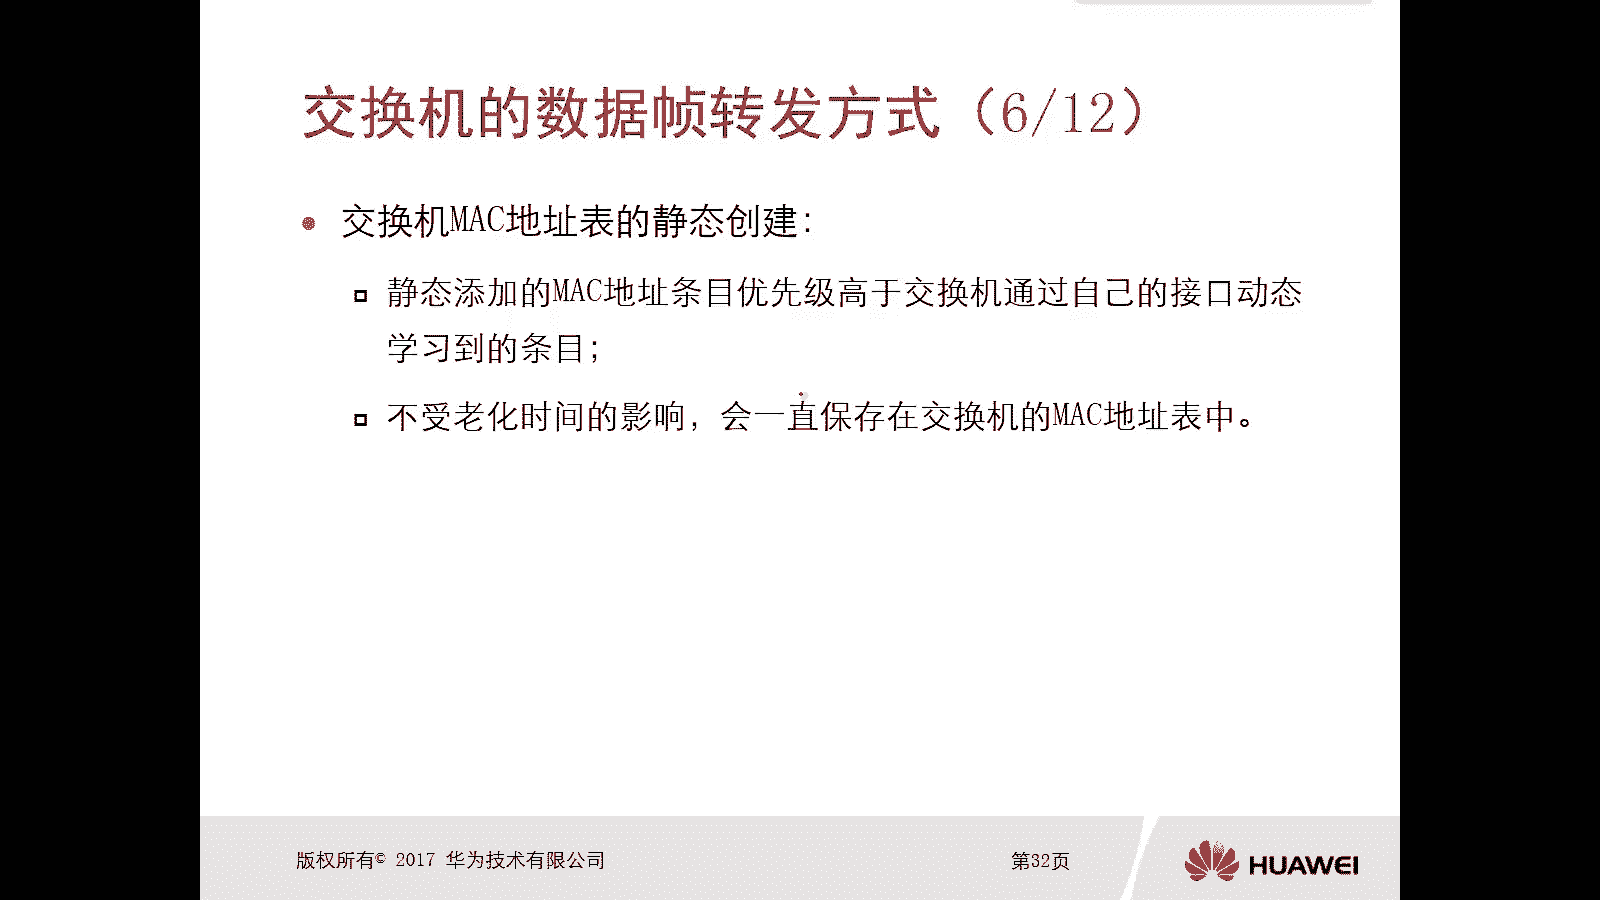 交换机的数据帧转发方式（6/12）
交换机MAC地址表的静态创建：
静态添加的MAC地址条目优先级高于交换机通过自己的接口动态
学习到的条目；
不受老化时间的影响，会一直保存在交换机的MAC地址表中。
版权所有© 2017 华为技术有限公司
第32页
HUAWEI